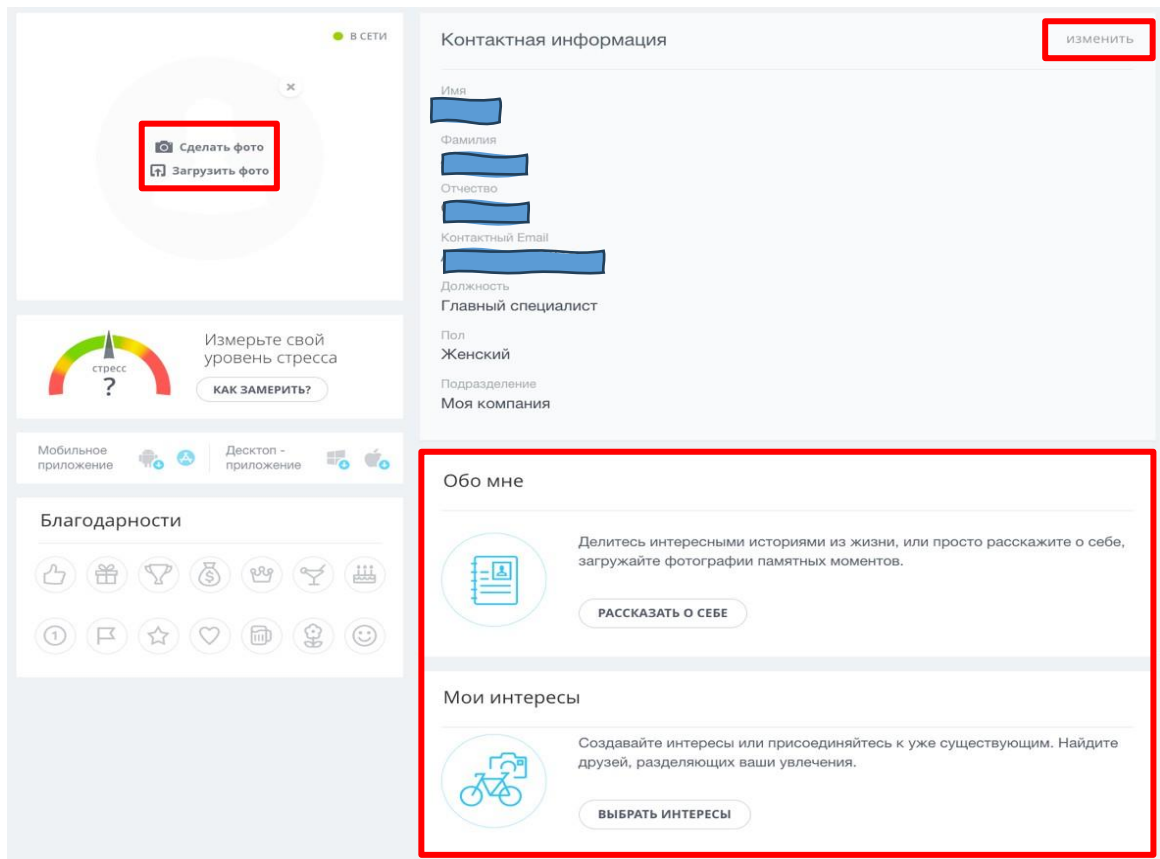 В СЕТИ
Сделать фото
Загрузить фото
Измерьте свой
уровень стресса
стресс
?
КАК ЗАМЕРИТЬ?
Мобильное
приложение
Десктоп -
приложение
Благодарности
Контактная информация
изменить
Имя
Фамилия
Отчество
Контактный Email
Должность
Главный специалист
Пол
Женский
Подразделение
Моя компания
Обо мне
Делитесь интересными историями из жизни, или просто расскажите о себе,
загружайте фотографии памятных моментов.
РАССКАЗАТЬ О СЕБЕ
Мои интересы
Создавайте интересы или присоединяйтесь к уже существующим. Найдите
друзей, разделяющих ваши увлечения.
ВЫБРАТЬ ИНТЕРЕСЫ